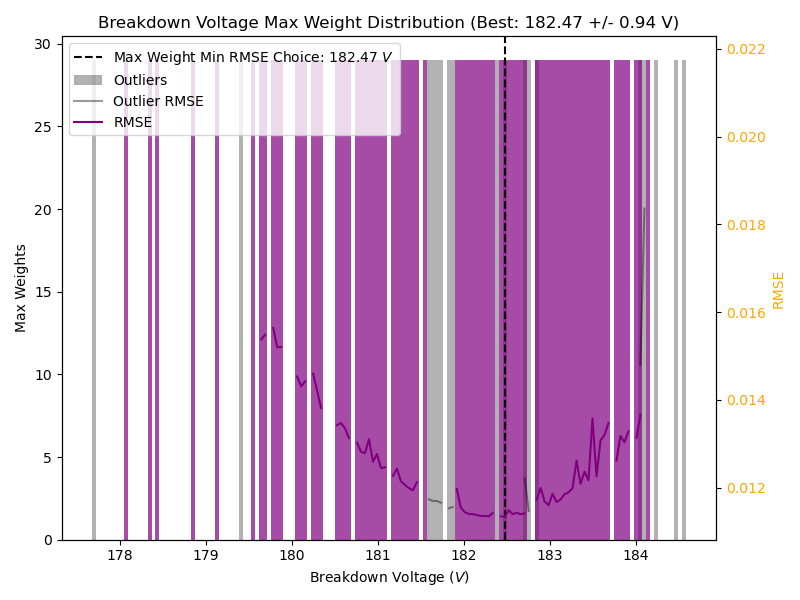 Breakdown Voltage Max Weight Distribution (Best: 182.47 +/- 0.94 V)
Max Weight Min RMSE Choice: 182.47 V
Outliers
Outlier RMSE
RMSE
30
25
20
15
10
5
0
Max Weights
0.022
0.020
0.018
0.016
0.014
0.012
RMSE
178 179 180 181 182 183 184
Breakdown Voltage (V)